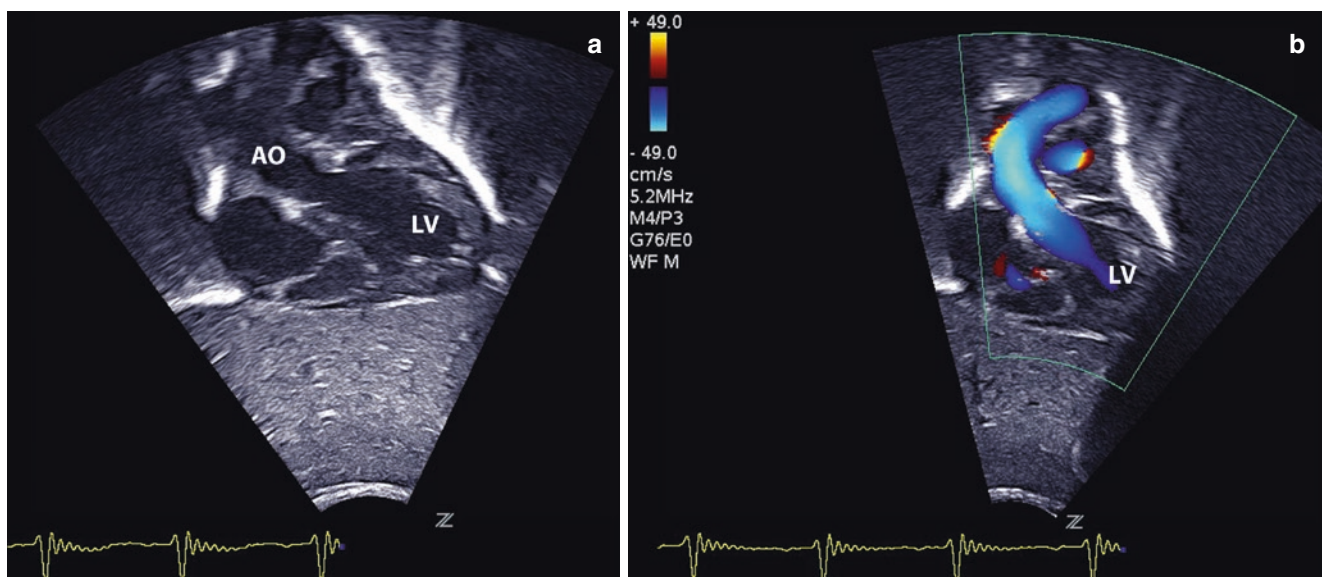 a
AO
LV
b
+ 49.0
- 49.0
cm/s
5.2MHz
M4/P3
G76/E0
WF M
LV
Z
Z